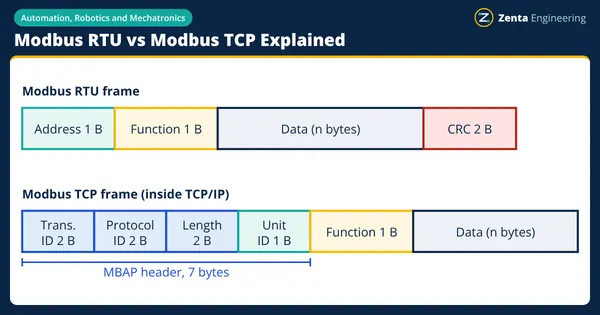 Automation, Robotics and Mechatronics
Zenta Engineering
Modbus RTU vs Modbus TCP Explained
Modbus RTU frame
Address 1 B
Function 1 B
Data (n bytes)
CRC 2 B
Modbus TCP frame (inside TCP/IP)
Trans.
ID 2 B
Protocol
ID 2 B
Length
2 B
Unit
ID 1 B
Function 1 B
Data (n bytes)
MBAP header, 7 bytes